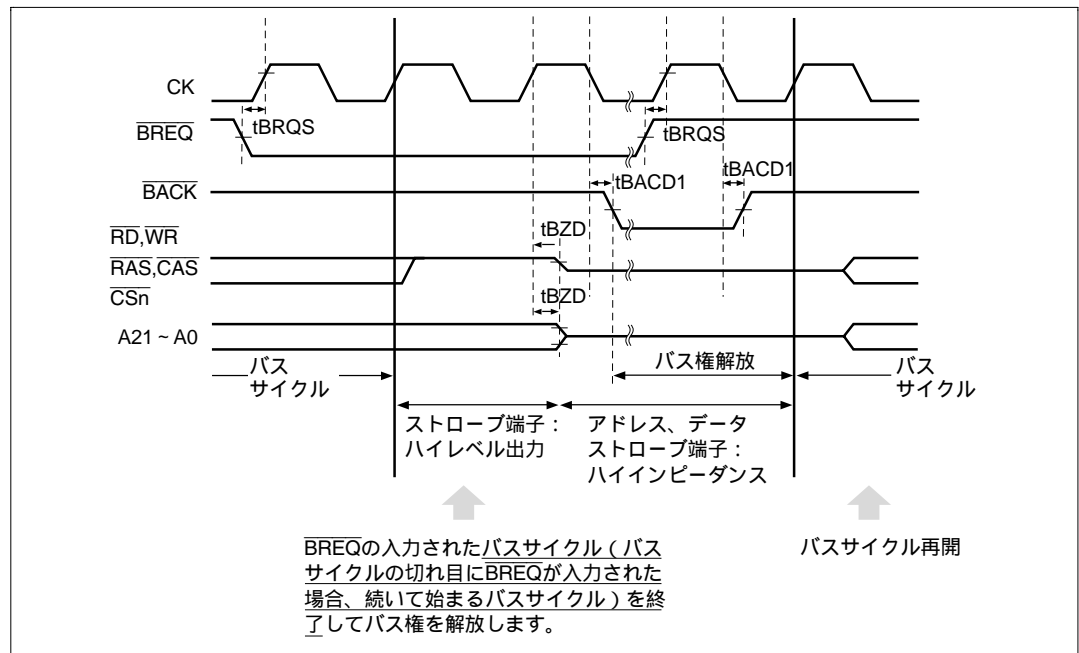 CK
BREQ
tBRQS
tBRQS
BACK
tBACD1
tBACD1
RD,WR
RAS,CAS
CSn
tBZD
tBZD
A21 ~ A0
バス
サイクル
バス権解放
バス
サイクル
ストローブ端子：
ハイレベル出力
アドレス、データ
ストローブ端子：
ハイインピーダンス
BREQの入力されたバスサイクル（バス
サイクルの切れ目にBREQが入力された
場合、続いて始まるバスサイクル）を終
了してバス権を解放します。
バスサイクル再開